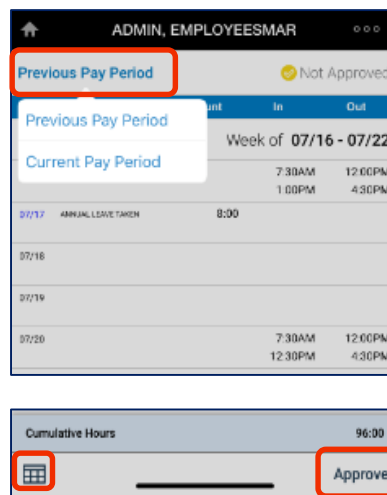 ADMIN, EMPLOYEESMAR
Previous Pay Period Not Approved
unt In Out
Previous Pay Period
Week of 07/16 - 07/22
Current Pay Period
7:30AM 12:00PM
1:00PM 4:30PM
07/17 ANNUAL LEAVE TAKEN 8:00
07/18
07/19
07/20 7:30AM 12:00PM
12:30PM 4:30PM
Cumulative Hours 96:00
Approve